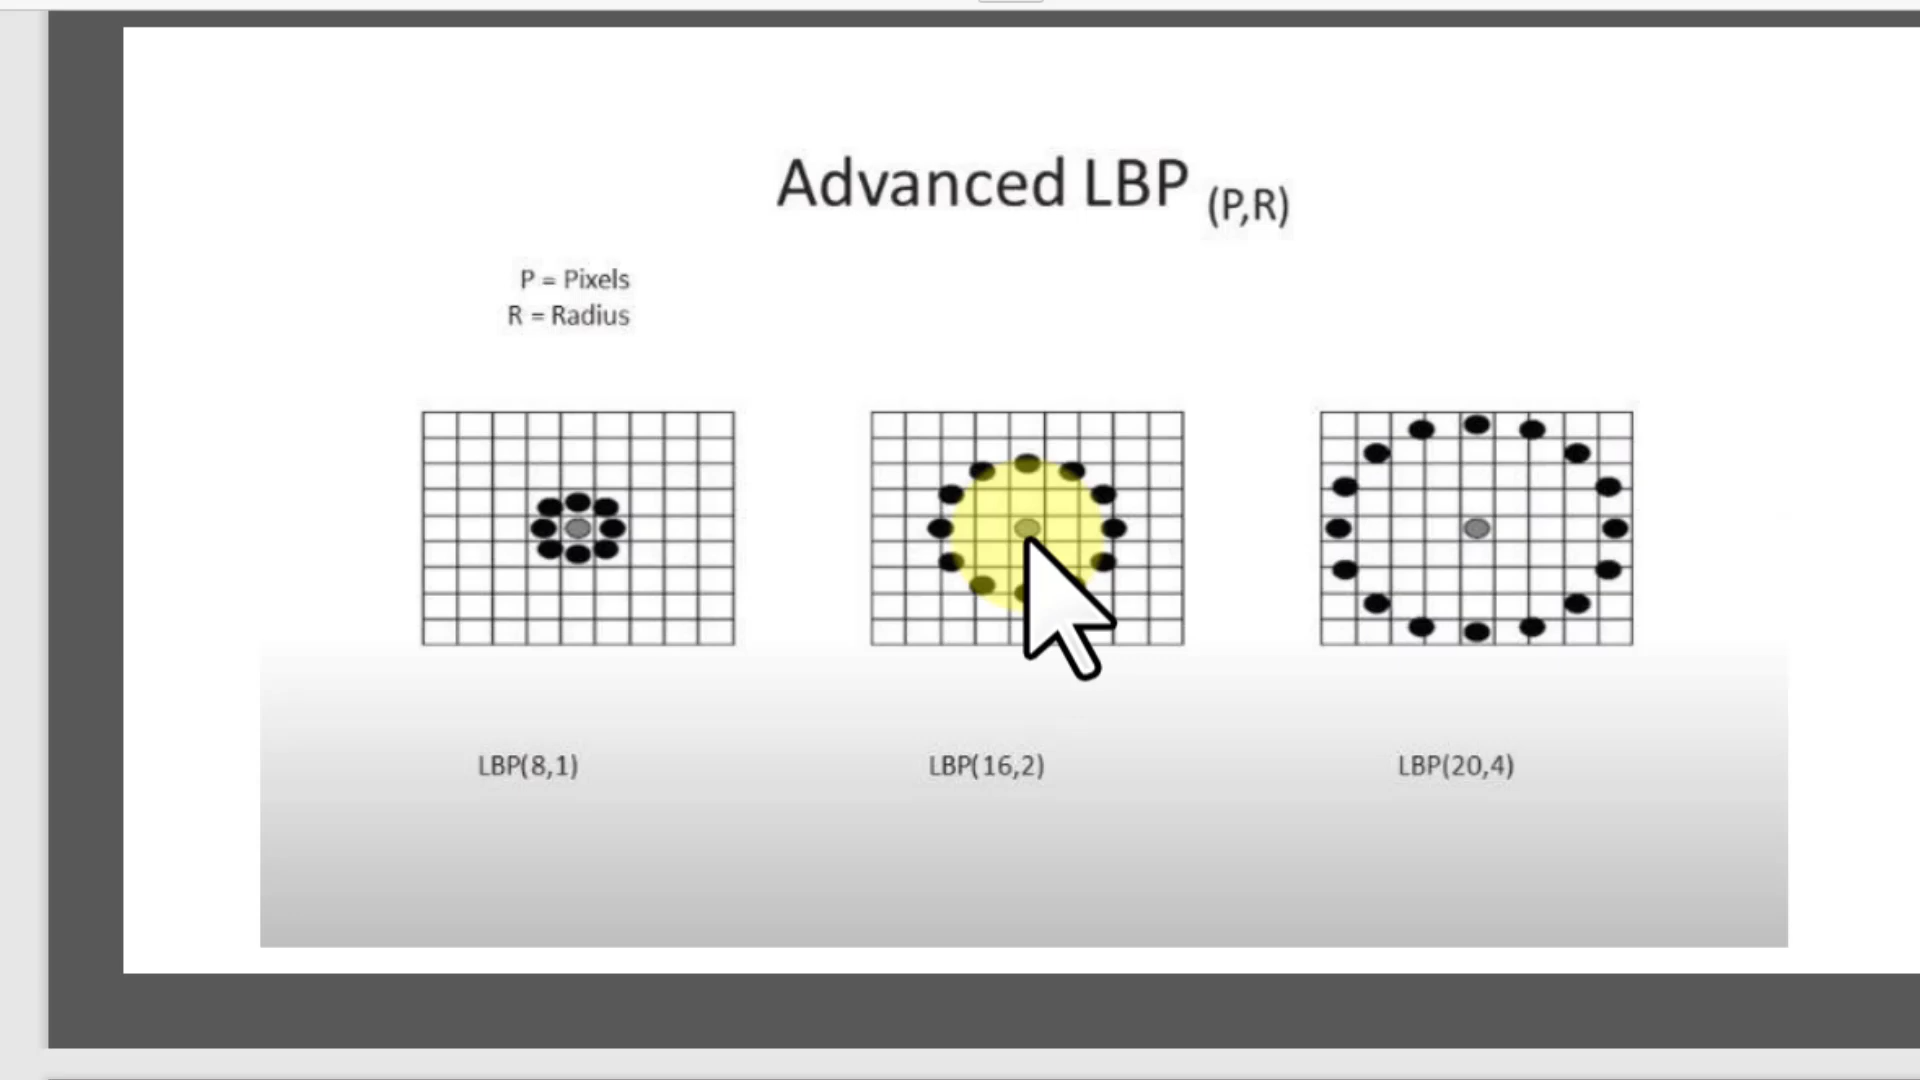 Advanced LBP (P,R)
P = Pixels
R = Radius
LBP(8,1)
LBP(16,2)
LBP(20,4)